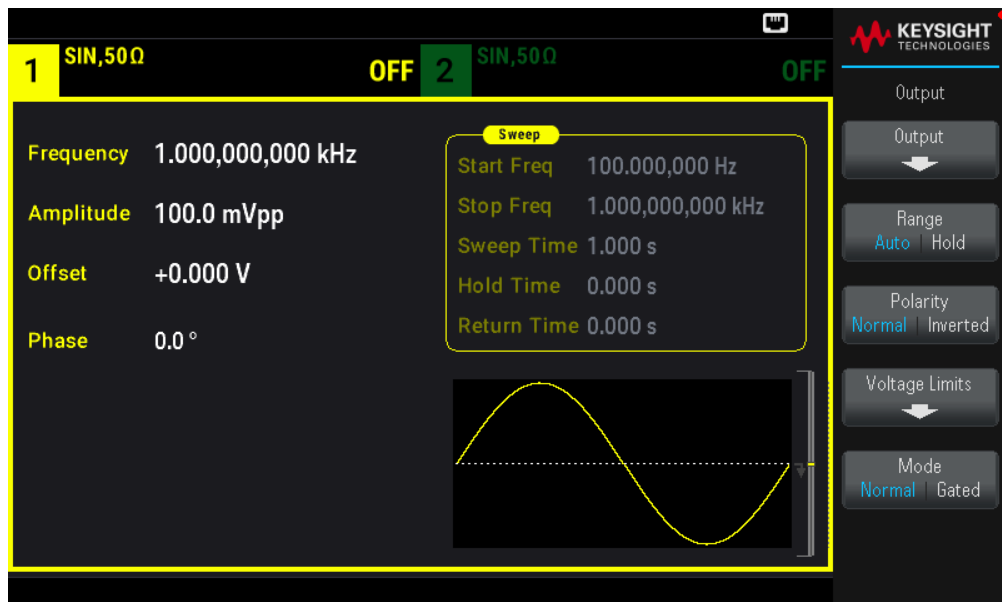 KEYSIGHT
TECHNOLOGIES
1 SIN,50Ω OFF 2 SIN,50Ω OFF
Frequency 1.000,000,000 kHz
Amplitude 100.0 mVpp
Offset +0.000 V
Phase 0.0 °
Sweep
Start Freq 100.000,000 Hz
Stop Freq 1.000,000,000 kHz
Sweep Time 1.000 s
Hold Time 0.000 s
Return Time 0.000 s
Output
Output
Range
Auto | Hold
Polarity
Normal | Inverted
Voltage Limits
Mode
Normal | Gated